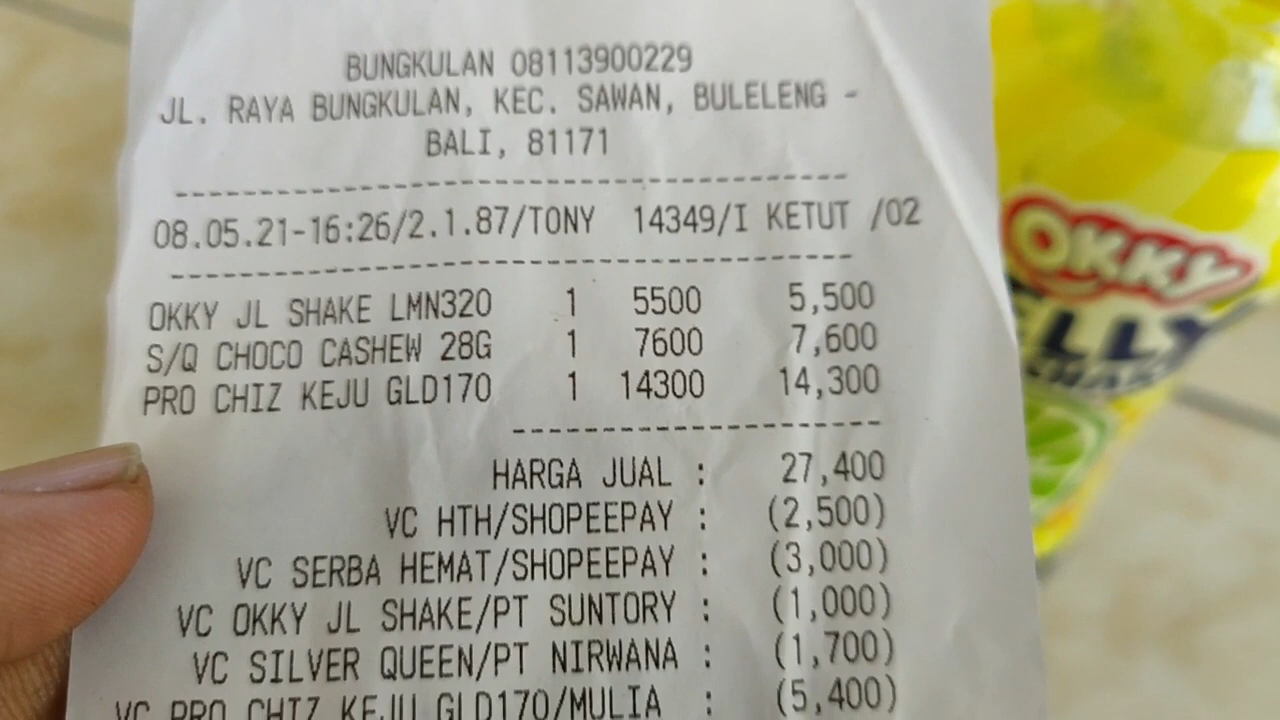 BUNGKULAN 08113900229
JL. RAYA BUNGKULAN, KEC. SAWAN, BULELENG -
BALI, 81171
08.05.21-16:26/2.1.87/TONY 14349/I KETUT /02
OKKY JL SHAKE LMN320 1 5500 5,500
S/Q CHOCO CASHEW 28G 1 7600 7,600
PRO CHIZ KEJU GLD170 1 14300 14,300
HARGA JUAL : 27,400
VC HTH/SHOPEEPAY : (2,500)
VC SERBA HEMAT/SHOPEEPAY : (3,000)
VC OKKY JL SHAKE/PT SUNTORY : (1,000)
VC SILVER QUEEN/PT NIRWANA : (1,700)
VC PRO CHIZ KEJU GLD170/MULIA : (5,400)
OKKY